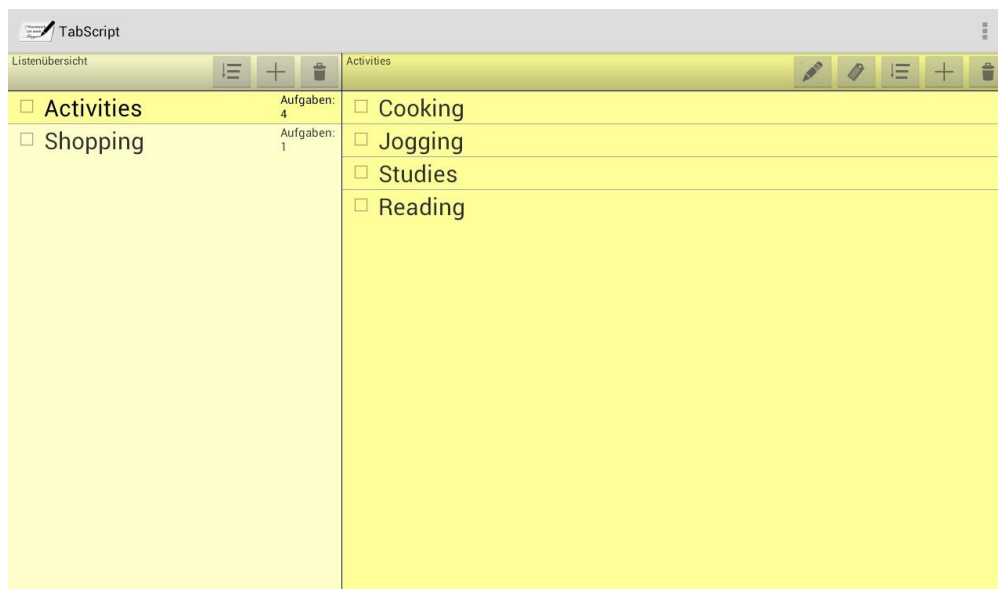 TabScript
Listenübersicht
Activities
Aufgaben:
4
Shopping
Aufgaben:
1
Activities
Cooking
Jogging
Studies
Reading